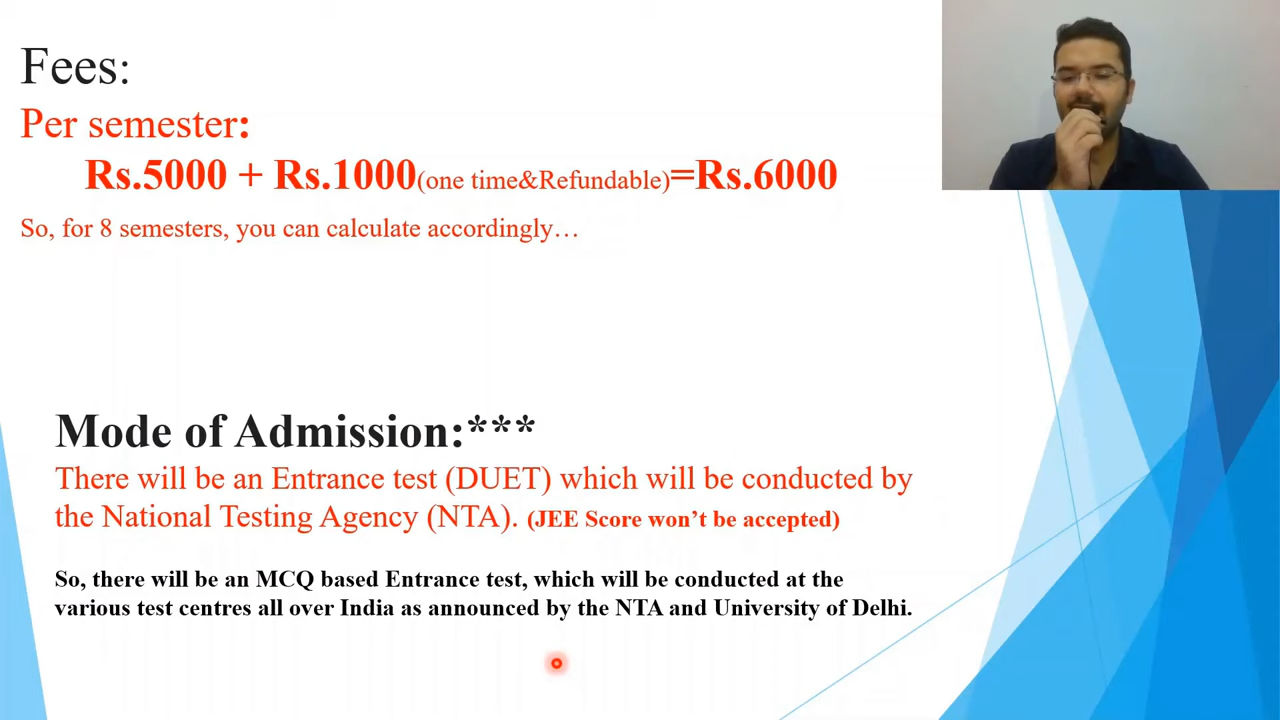 Fees:
Per semester:
Rs.5000 + Rs.1000(one time&Refundable)=Rs.6000
So, for 8 semesters, you can calculate accordingly…
Mode of Admission:***
There will be an Entrance test (DUET) which will be conducted by
the National Testing Agency (NTA). (JEE Score won’t be accepted)
So, there will be an MCQ based Entrance test, which will be conducted at the
various test centres all over India as announced by the NTA and University of Delhi.